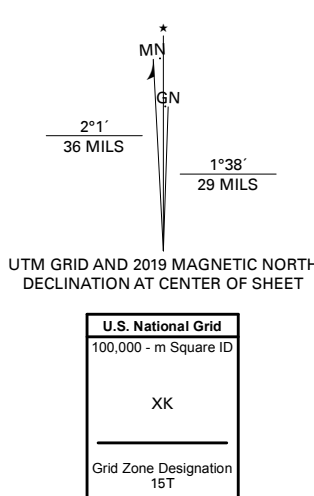 ★
MN
GN
2°1´
36 MILS
1°38´
29 MILS
UTM GRID AND 2019 MAGNETIC NORTH
DECLINATION AT CENTER OF SHEET
U.S. National Grid
100,000 - m Square ID
XK
Grid Zone Designation
15T